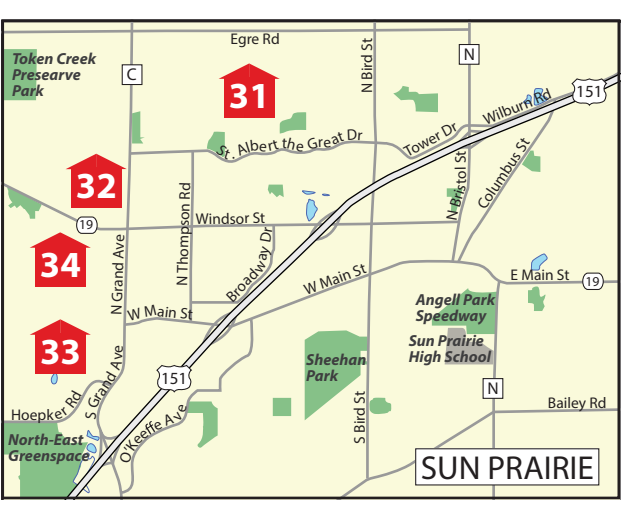 Egre Rd
Token Creek
Presearve
Park
C
31
N Bird St
N
151
Wilburn Rd
Tower Dr
St. Albert the Great Dr
32
N Thompson Rd
N Bristol St
Columbus St
19
Windsor St
34
N Grand Ave
Broadway Dr
W Main St
E Main St
19
W Main St
Angell Park
Speedway
Sun Prairie
High School
33
Sheehan
Park
S Grand Ave
151
N
Hoepker Rd
O'Keeffe Ave
S Bird St
Bailey Rd
North-East
Greenspace
SUN PRAIRIE